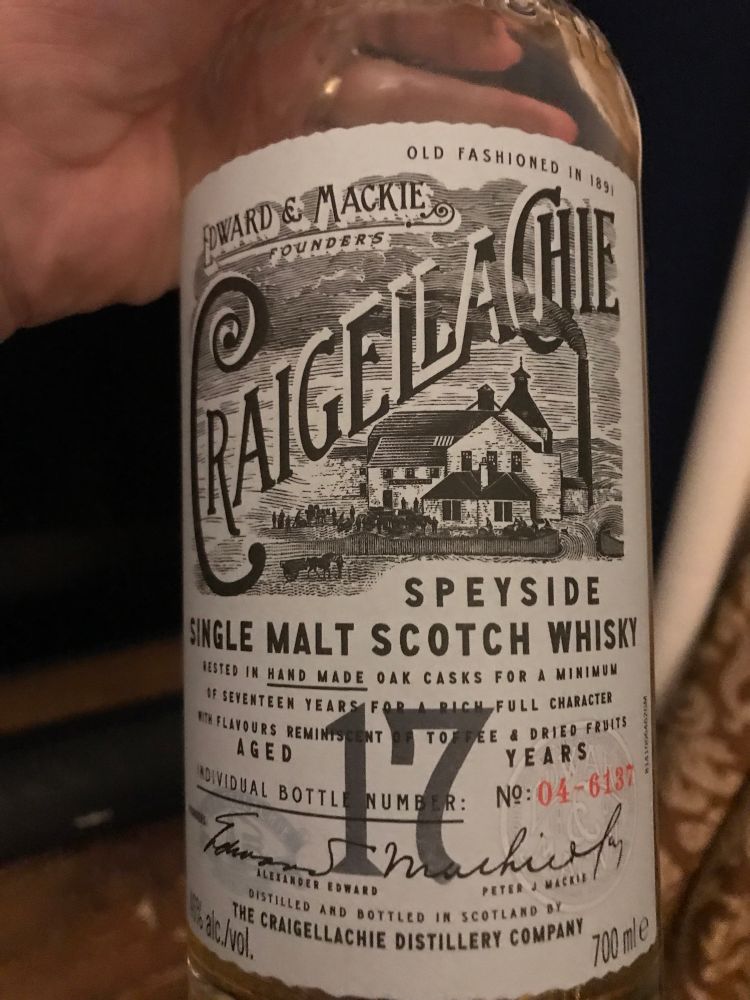 OLD FASHIONED IN 1891
EDWARD & MACKIE
FOUNDERS
CRAIGELLACHIE
SPEYSIDE
SINGLE MALT SCOTCH WHISKY
RESTED IN HAND MADE OAK CASKS FOR A MINIMUM
OF SEVENTEEN YEARS FOR A RICH FULL CHARACTER
WITH FLAVOURS REMINISCENT OF TOFFEE & DRIED FRUITS
AGED 17 YEARS
INDIVIDUAL BOTTLE NUMBER: Nº: 04-6137
ALEXANDER EDWARD
PETER J MACKIE
DISTILLED AND BOTTLED IN SCOTLAND BY
THE CRAIGELLACHIE DISTILLERY COMPANY
alc./vol.
700 ml e